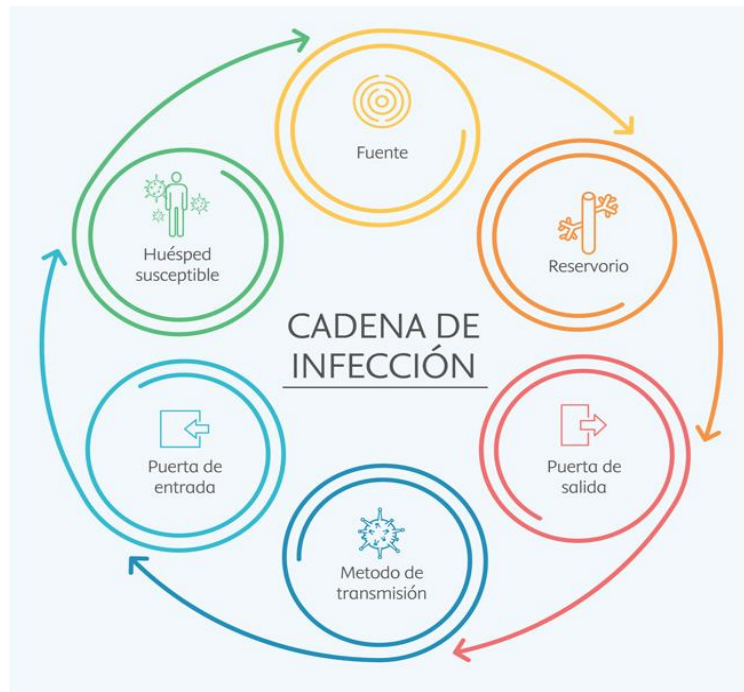 Fuente
Reservorio
Puerta de
salida
Metodo de
transmisión
Puerta de
entrada
Huésped
susceptible
CADENA DE
INFECCIÓN